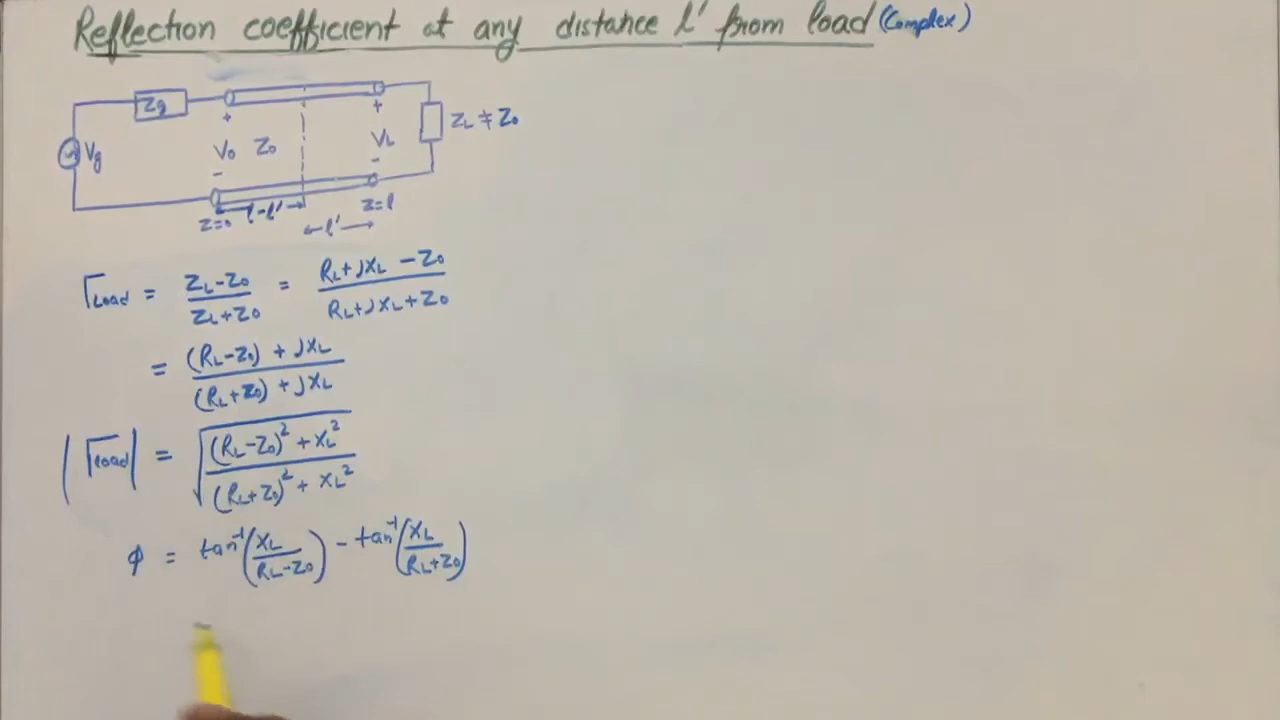 Reflection coefficient at any distance l' from load (Complex)
Zg
Vg
+ V0 -
Z0
+ VL -
ZL ≠ Z0
Z=0
l-l'
Z=l
l'
ΓLoad = (ZL-Z0)/(ZL+Z0) = (RL+jXL-Z0)/(RL+jXL+Z0)
= ((RL-Z0)+jXL)/((RL+Z0)+jXL)
|Γload| = √(((RL-Z0)²+XL²)/((RL+Z0)²+XL²))
ϕ = tan⁻¹(XL/(RL-Z0)) - tan⁻¹(XL/(RL+Z0))